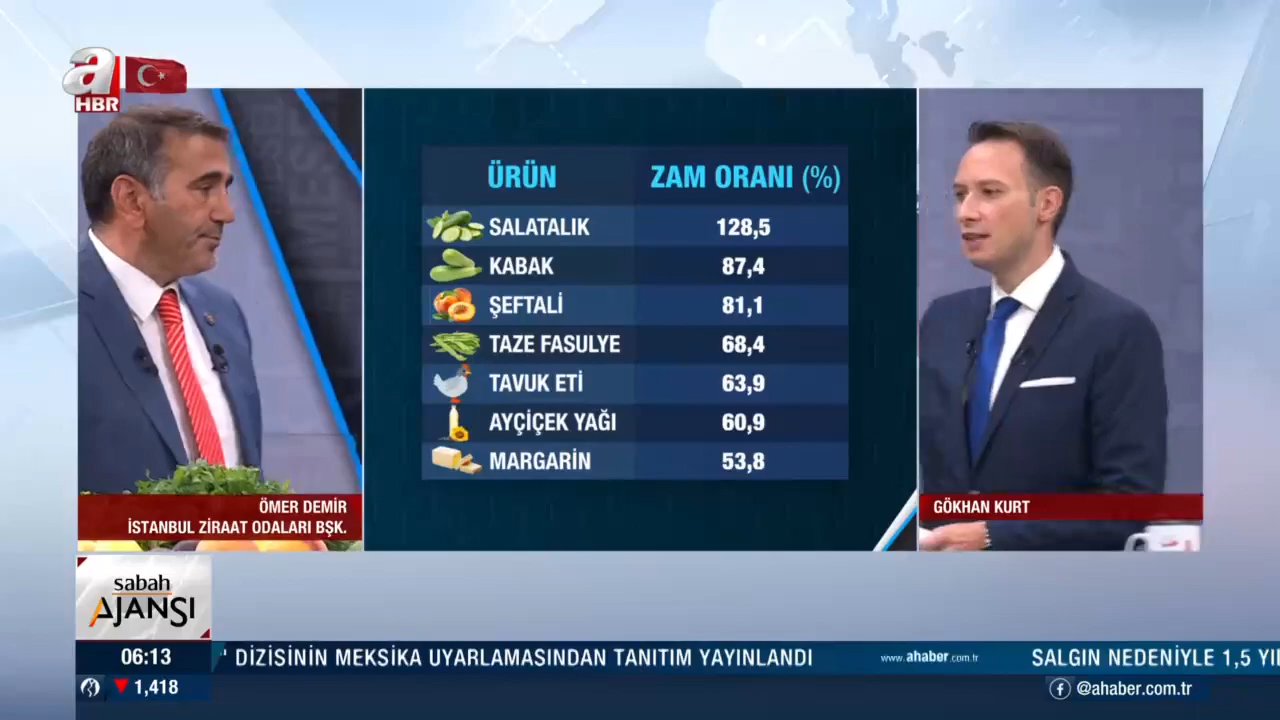 a
HBR
ÜRÜN ZAM ORANI (%)
SALATALIK 128,5
KABAK 87,4
ŞEFTALİ 81,1
TAZE FASULYE 68,4
TAVUK ETİ 63,9
AYÇİÇEK YAĞI 60,9
MARGARİN 53,8
ÖMER DEMİR
İSTANBUL ZİRAAT ODALARI BŞK.
GÖKHAN KURT
sabah
AJANSI
06:13 " DİZİSİNİN MEKSİKA UYARLAMASINDAN TANITIM YAYINLANDI www.ahaber.com.tr SALGIN NEDENİYLE 1,5
1,418 @ahaber.com.tr